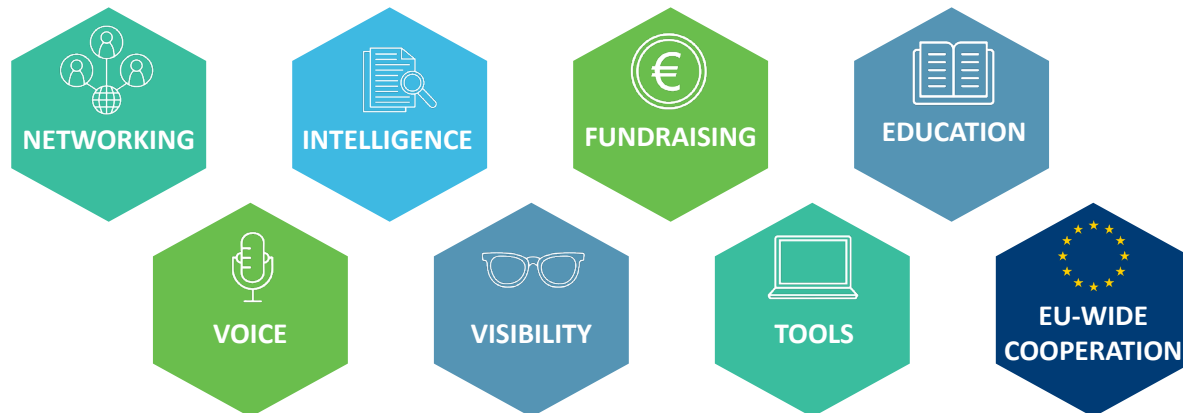 NETWORKING
INTELLIGENCE
FUNDRAISING
EDUCATION
VOICE
VISIBILITY
TOOLS
EU-WIDE
COOPERATION